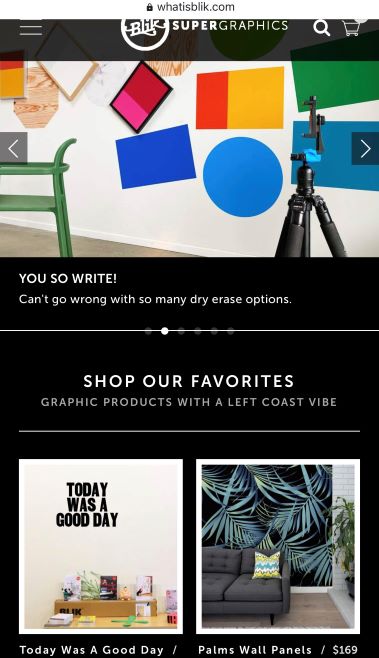 whatisblik.com
Blik SUPERGRAPHICS
YOU SO WRITE!
Can't go wrong with so many dry erase options.
SHOP OUR FAVORITES
GRAPHIC PRODUCTS WITH A LEFT COAST VIBE
TODAY
WAS A
GOOD DAY
BLIK
Today Was A Good Day /
Palms Wall Panels / $169